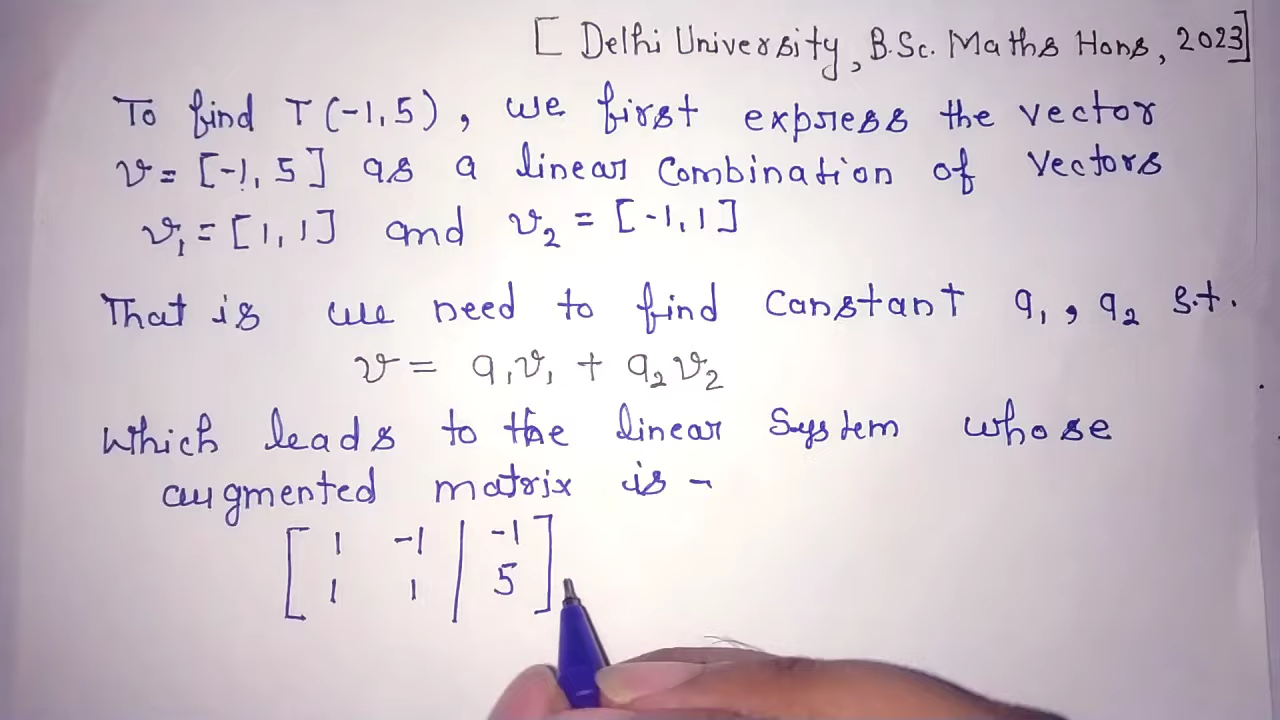 [ Delhi University, B.Sc. Maths Hons, 2023]
To find T(-1,5), we first express the vector
v = [-1, 5] as a linear combination of vectors
v₁ = [1, 1] and v₂ = [-1, 1]
That is we need to find constant a₁, a₂ s.t.
v = a₁v₁ + a₂v₂
which leads to the linear system whose
augmented matrix is -
[ 1 -1 | -1
1 1 | 5 ]